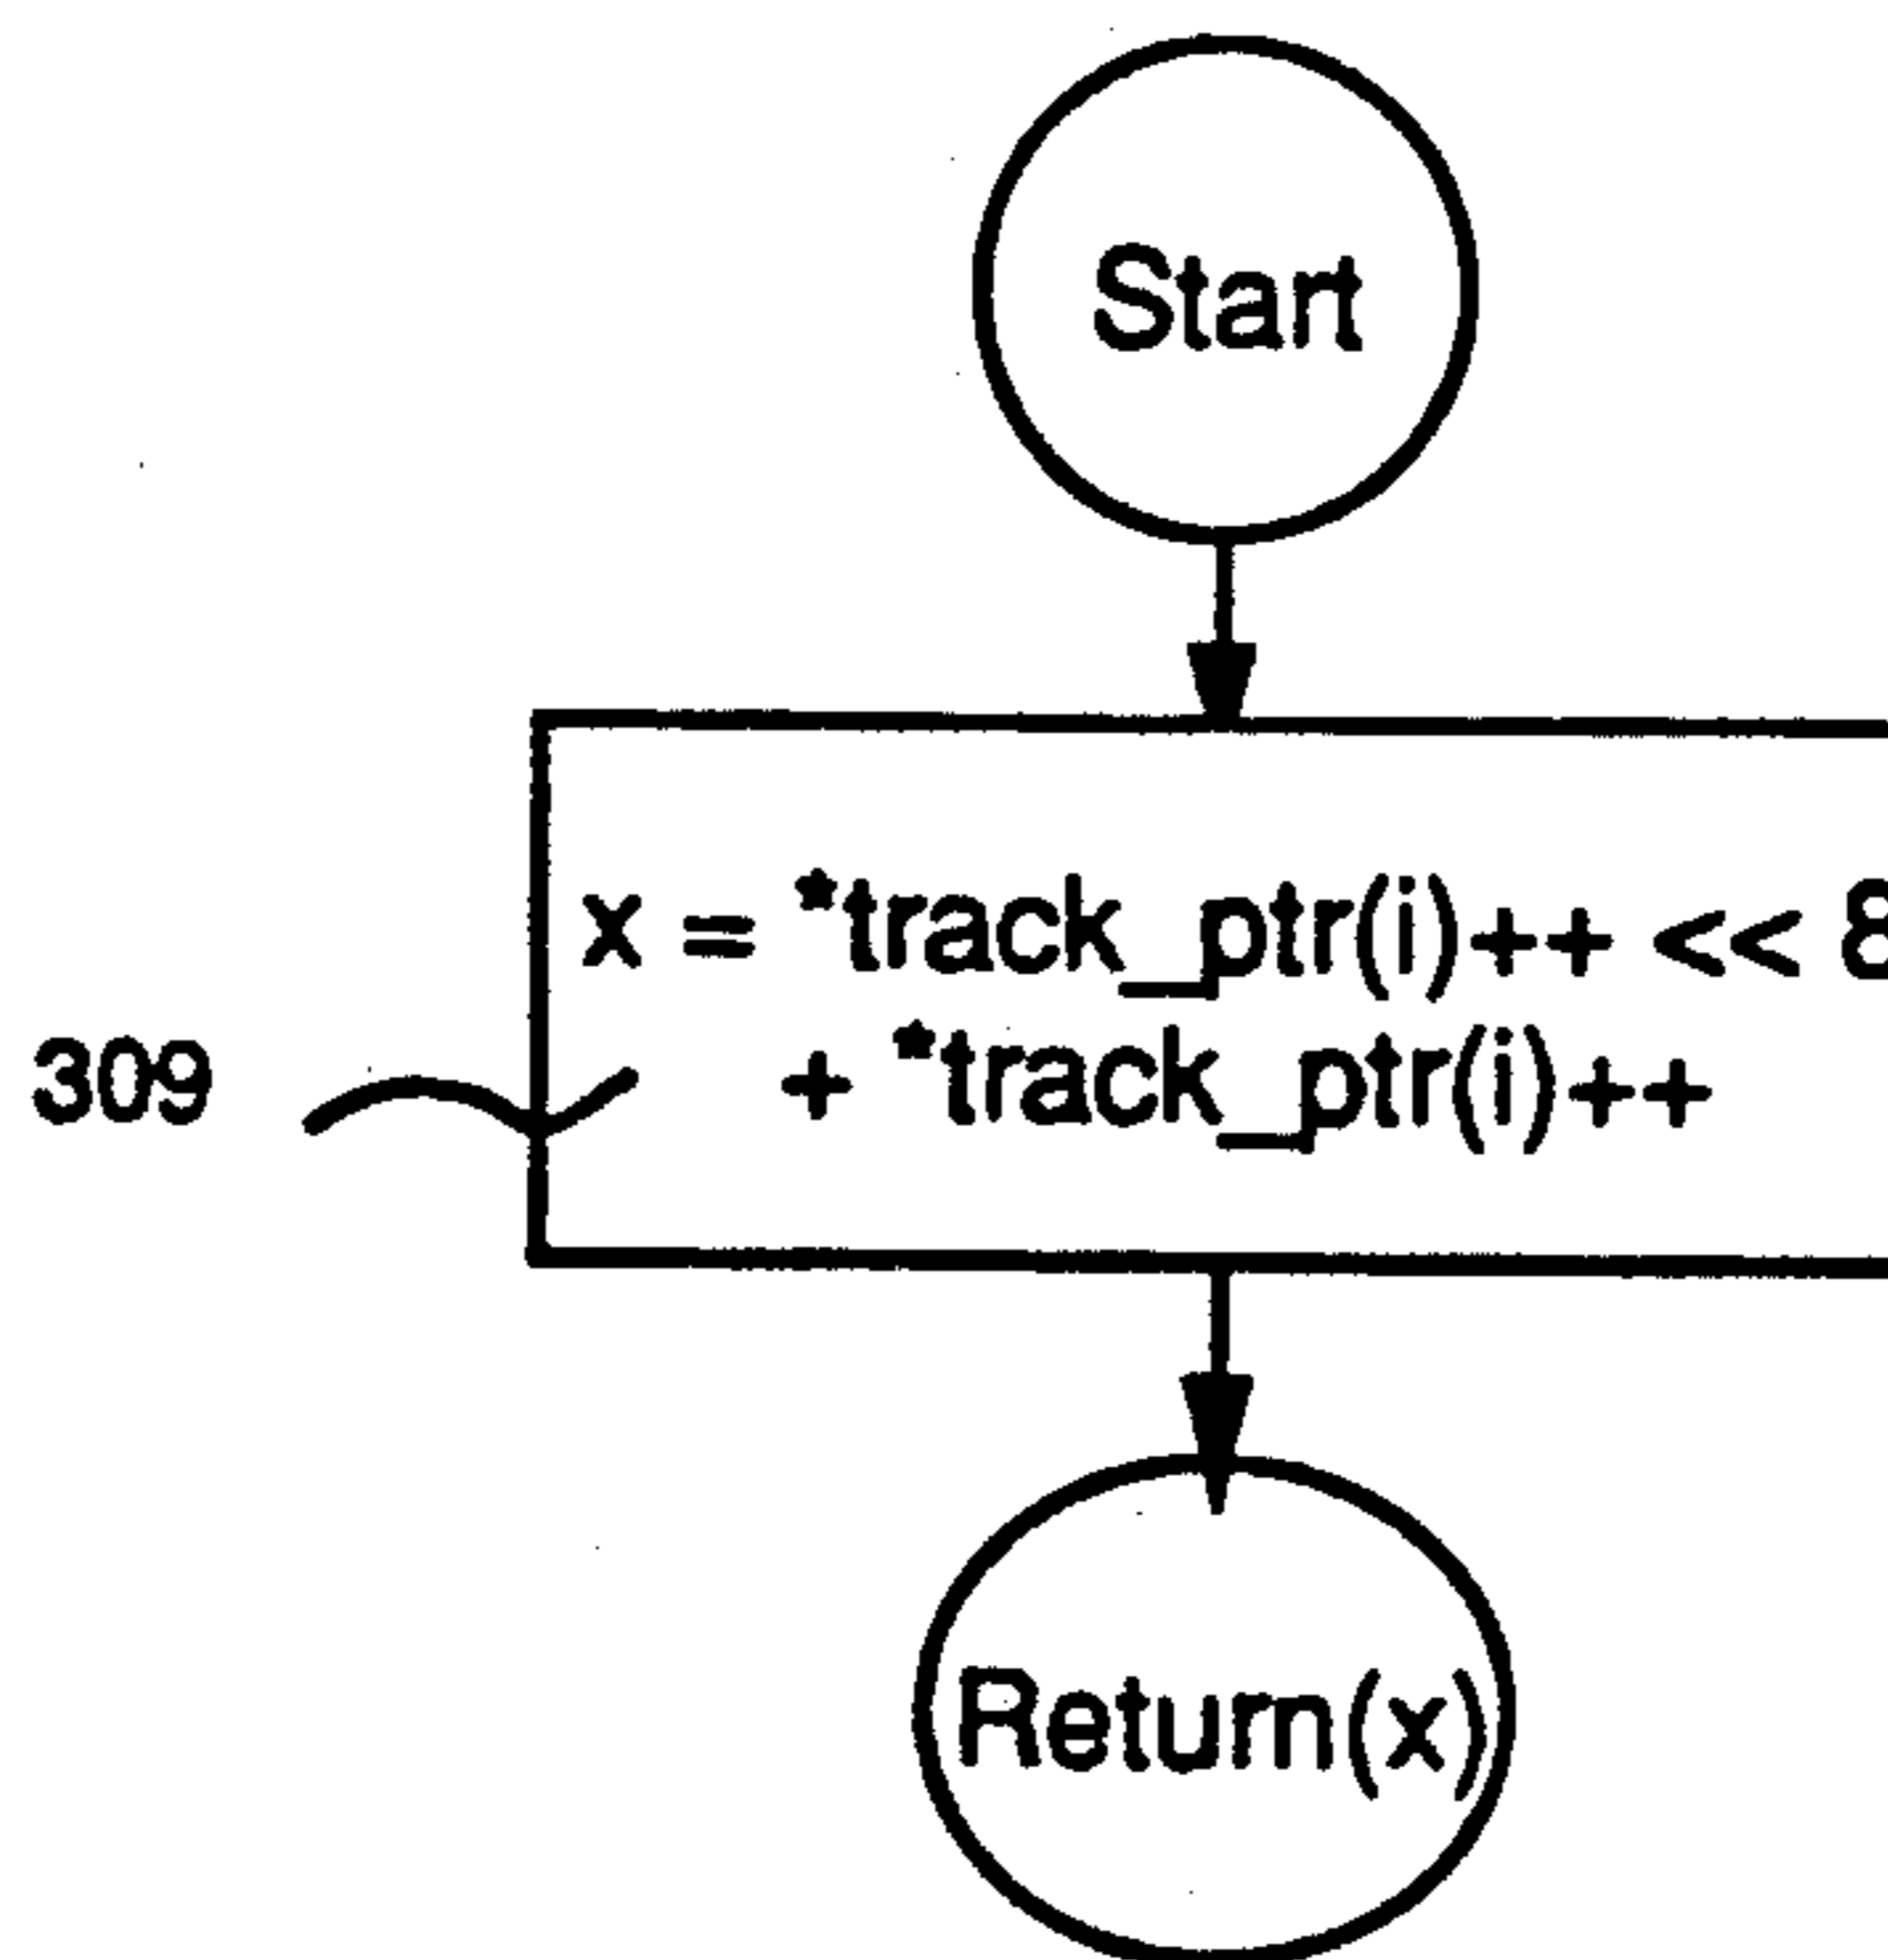 Start
x = *track_ptr(i)++ << 8
309
+ *track_ptr(i)++
Return(x)